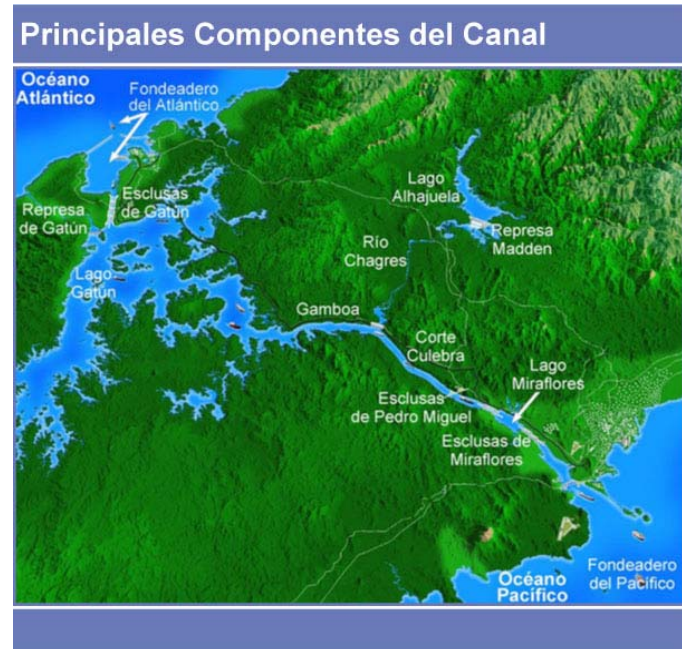 Principales Componentes del Canal
Océano
Atlántico
Fondeadero
del Atlántico
Represa
de Gatún
Esclusas
de Gatún
Lago
Gatún
Lago
Alhajuela
Represa
Madden
Río
Chagres
Gamboa
Corte
Culebra
Lago
Miraflores
Esclusas
de Pedro Miguel
Esclusas de
Miraflores
Océano
Pacífico
Fondeadero
del Pacífico